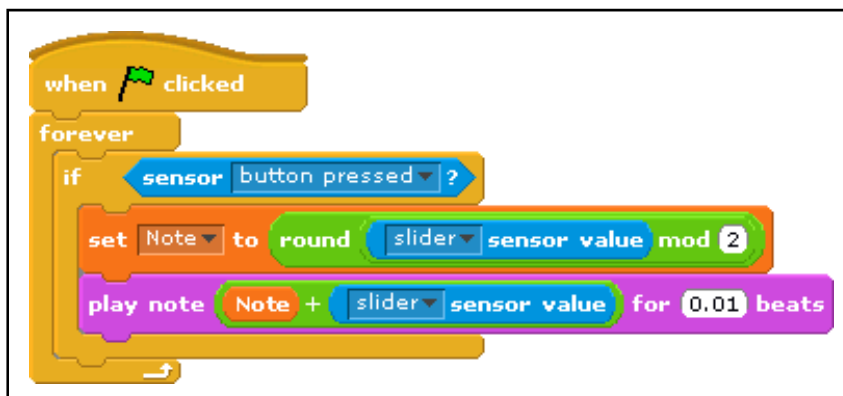 when clicked
forever
if sensor button pressed ?
set Note to round slider sensor value mod 2
play note Note + slider sensor value for 0.01 beats